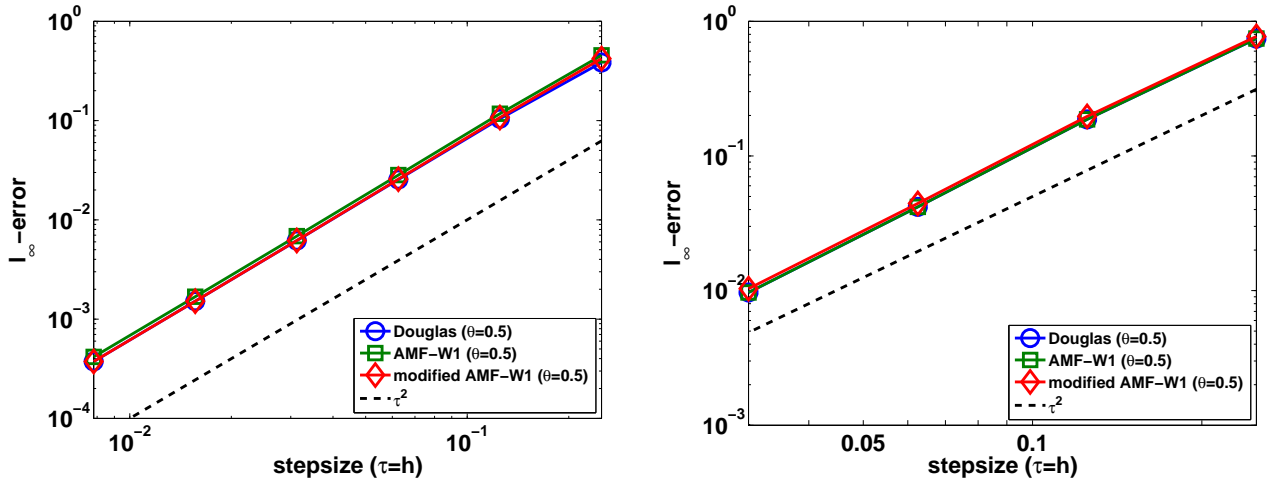 10^0
10^-1
10^-2
10^-3
10^-4
l∞-error
10^-2
10^-1
stepsize (τ=h)
Douglas (θ=0.5)
AMF-W1 (θ=0.5)
modified AMF-W1 (θ=0.5)
τ^2
10^0
10^-1
10^-2
10^-3
l∞-error
0.05
0.1
stepsize (τ=h)
Douglas (θ=0.5)
AMF-W1 (θ=0.5)
modified AMF-W1 (θ=0.5)
τ^2